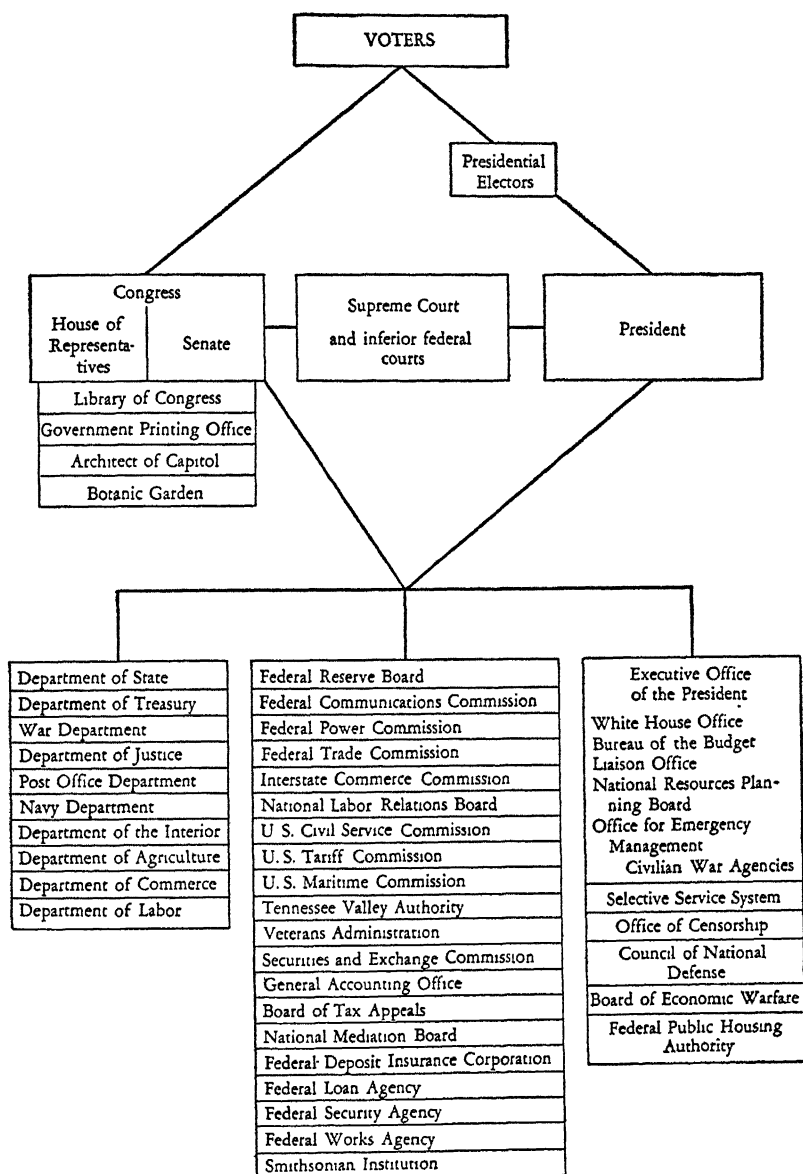 VOTERS
Presidential
Electors
Congress
House of
Representa-
tives
Senate
Supreme Court
and inferior federal
courts
President
Library of Congress
Government Printing Office
Architect of Capitol
Botanic Garden
Department of State
Department of Treasury
War Department
Department of Justice
Post Office Department
Navy Department
Department of the Interior
Department of Agriculture
Department of Commerce
Department of Labor
Federal Reserve Board
Federal Communications Commission
Federal Power Commission
Federal Trade Commission
Interstate Commerce Commission
National Labor Relations Board
U S. Civil Service Commission
U. S. Tariff Commission
U. S. Maritime Commission
Tennessee Valley Authority
Veterans Administration
Securities and Exchange Commission
General Accounting Office
Board of Tax Appeals
National Mediation Board
Federal Deposit Insurance Corporation
Federal Loan Agency
Federal Security Agency
Federal Works Agency
Smithsonian Institution
Executive Office
of the President
White House Office
Bureau of the Budget
Liaison Office
National Resources Plan-
ning Board
Office for Emergency
Management
Civilian War Agencies
Selective Service System
Office of Censorship
Council of National
Defense
Board of Economic Warfare
Federal Public Housing
Authority